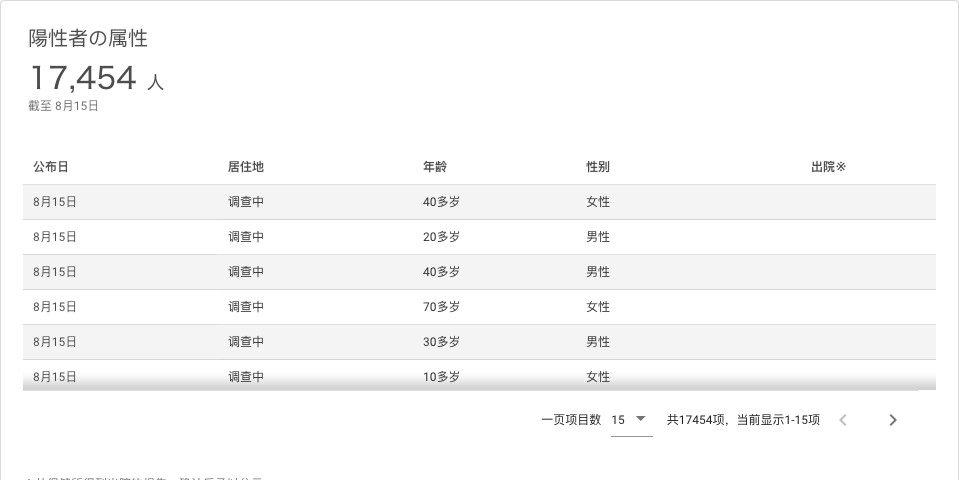 陽性者の属性
17,454 人
截至 8月15日
公布日 居住地 年龄 性别 出院※
8月15日 调查中 40多岁 女性
8月15日 调查中 20多岁 男性
8月15日 调查中 40多岁 男性
8月15日 调查中 70多岁 女性
8月15日 调查中 30多岁 男性
8月15日 调查中 10多岁 女性
一页项目数 15 共17454项，当前显示1-15项